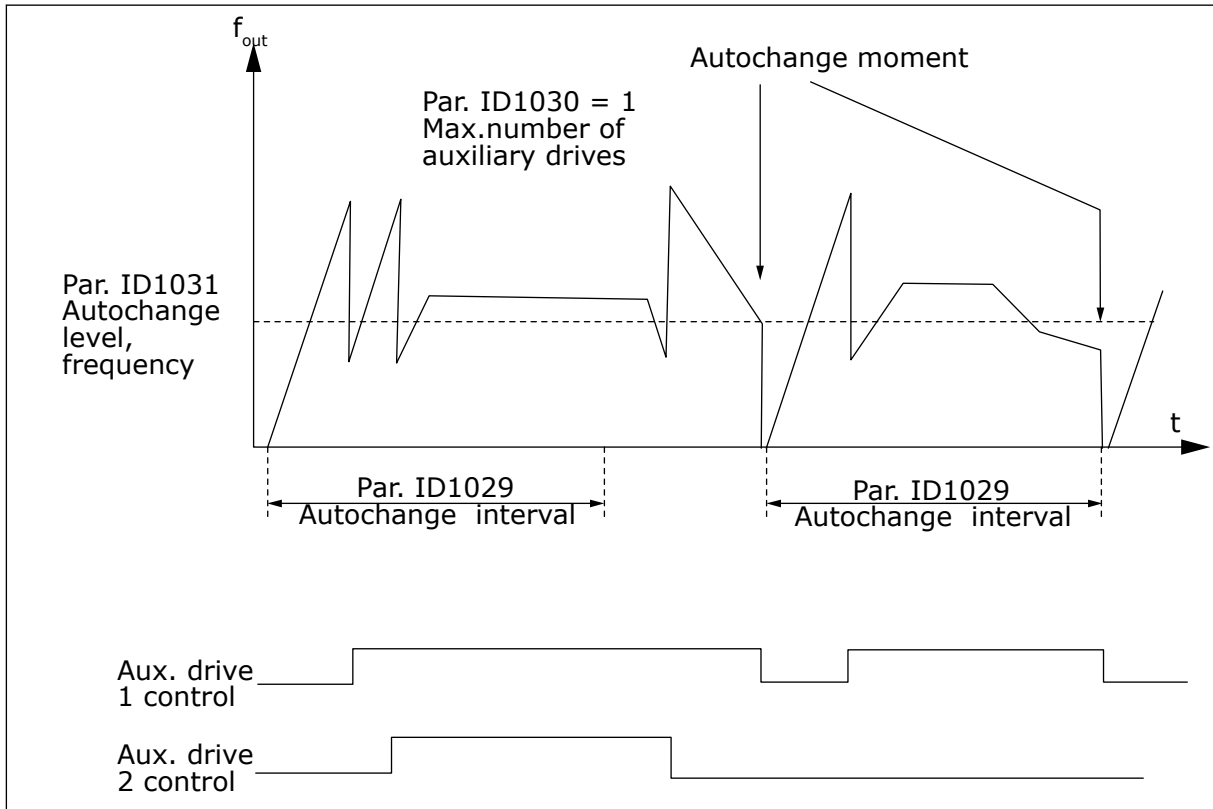 fout
Autochange moment
Par. ID1030 = 1
Max.number of
auxiliary drives
Par. ID1031
Autochange
level,
frequency
t
Par. ID1029
Autochange interval
Par. ID1029
Autochange interval
Aux. drive
1 control
Aux. drive
2 control